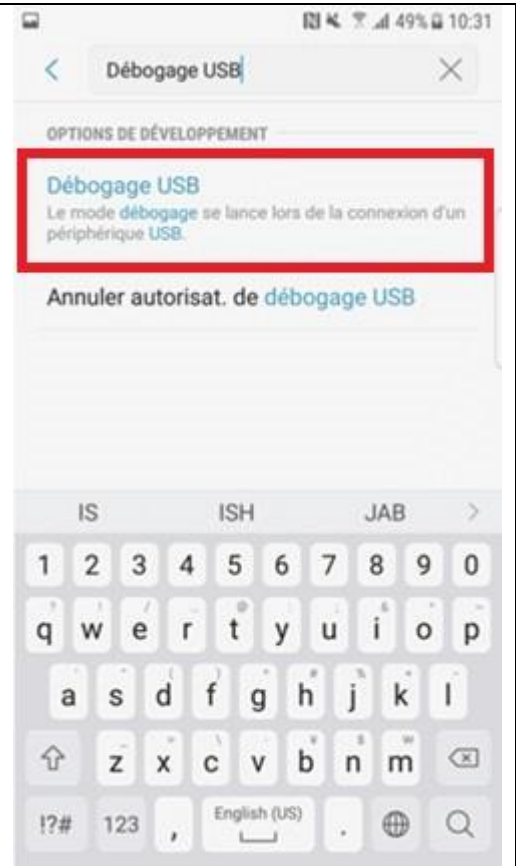 49% 10:31
Débogage USB
OPTIONS DE DÉVELOPPEMENT
Débogage USB
Le mode débogage se lance lors de la connexion d'un
périphérique USB.
Annuler autorisat. de débogage USB
IS ISH JAB
1 2 3 4 5 6 7 8 9 0
q w e r t y u i o p
a s d f g h j k l
z x c v b n m
!?# 123 , English (US) .